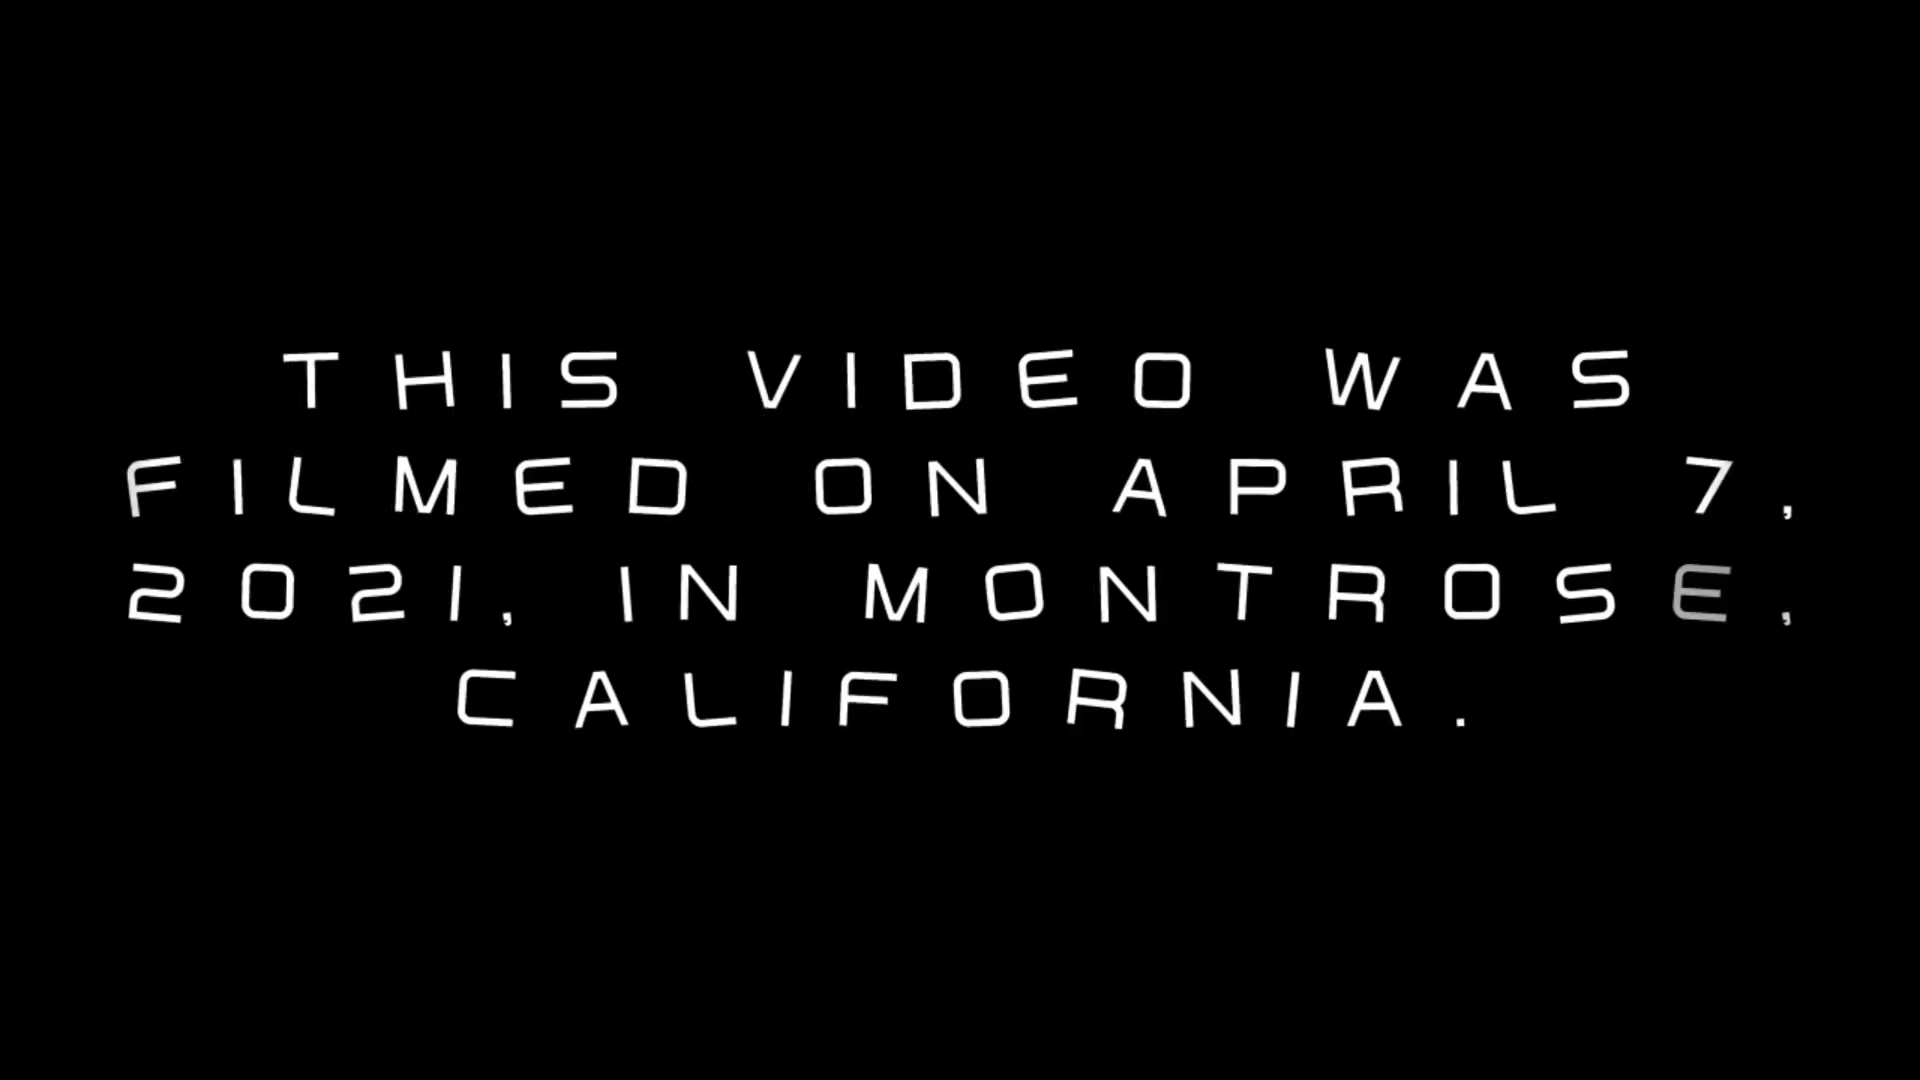 THIS VIDEO WAS
FILMED ON APRIL 7,
2021, IN MONTROSE,
CALIFORNIA.